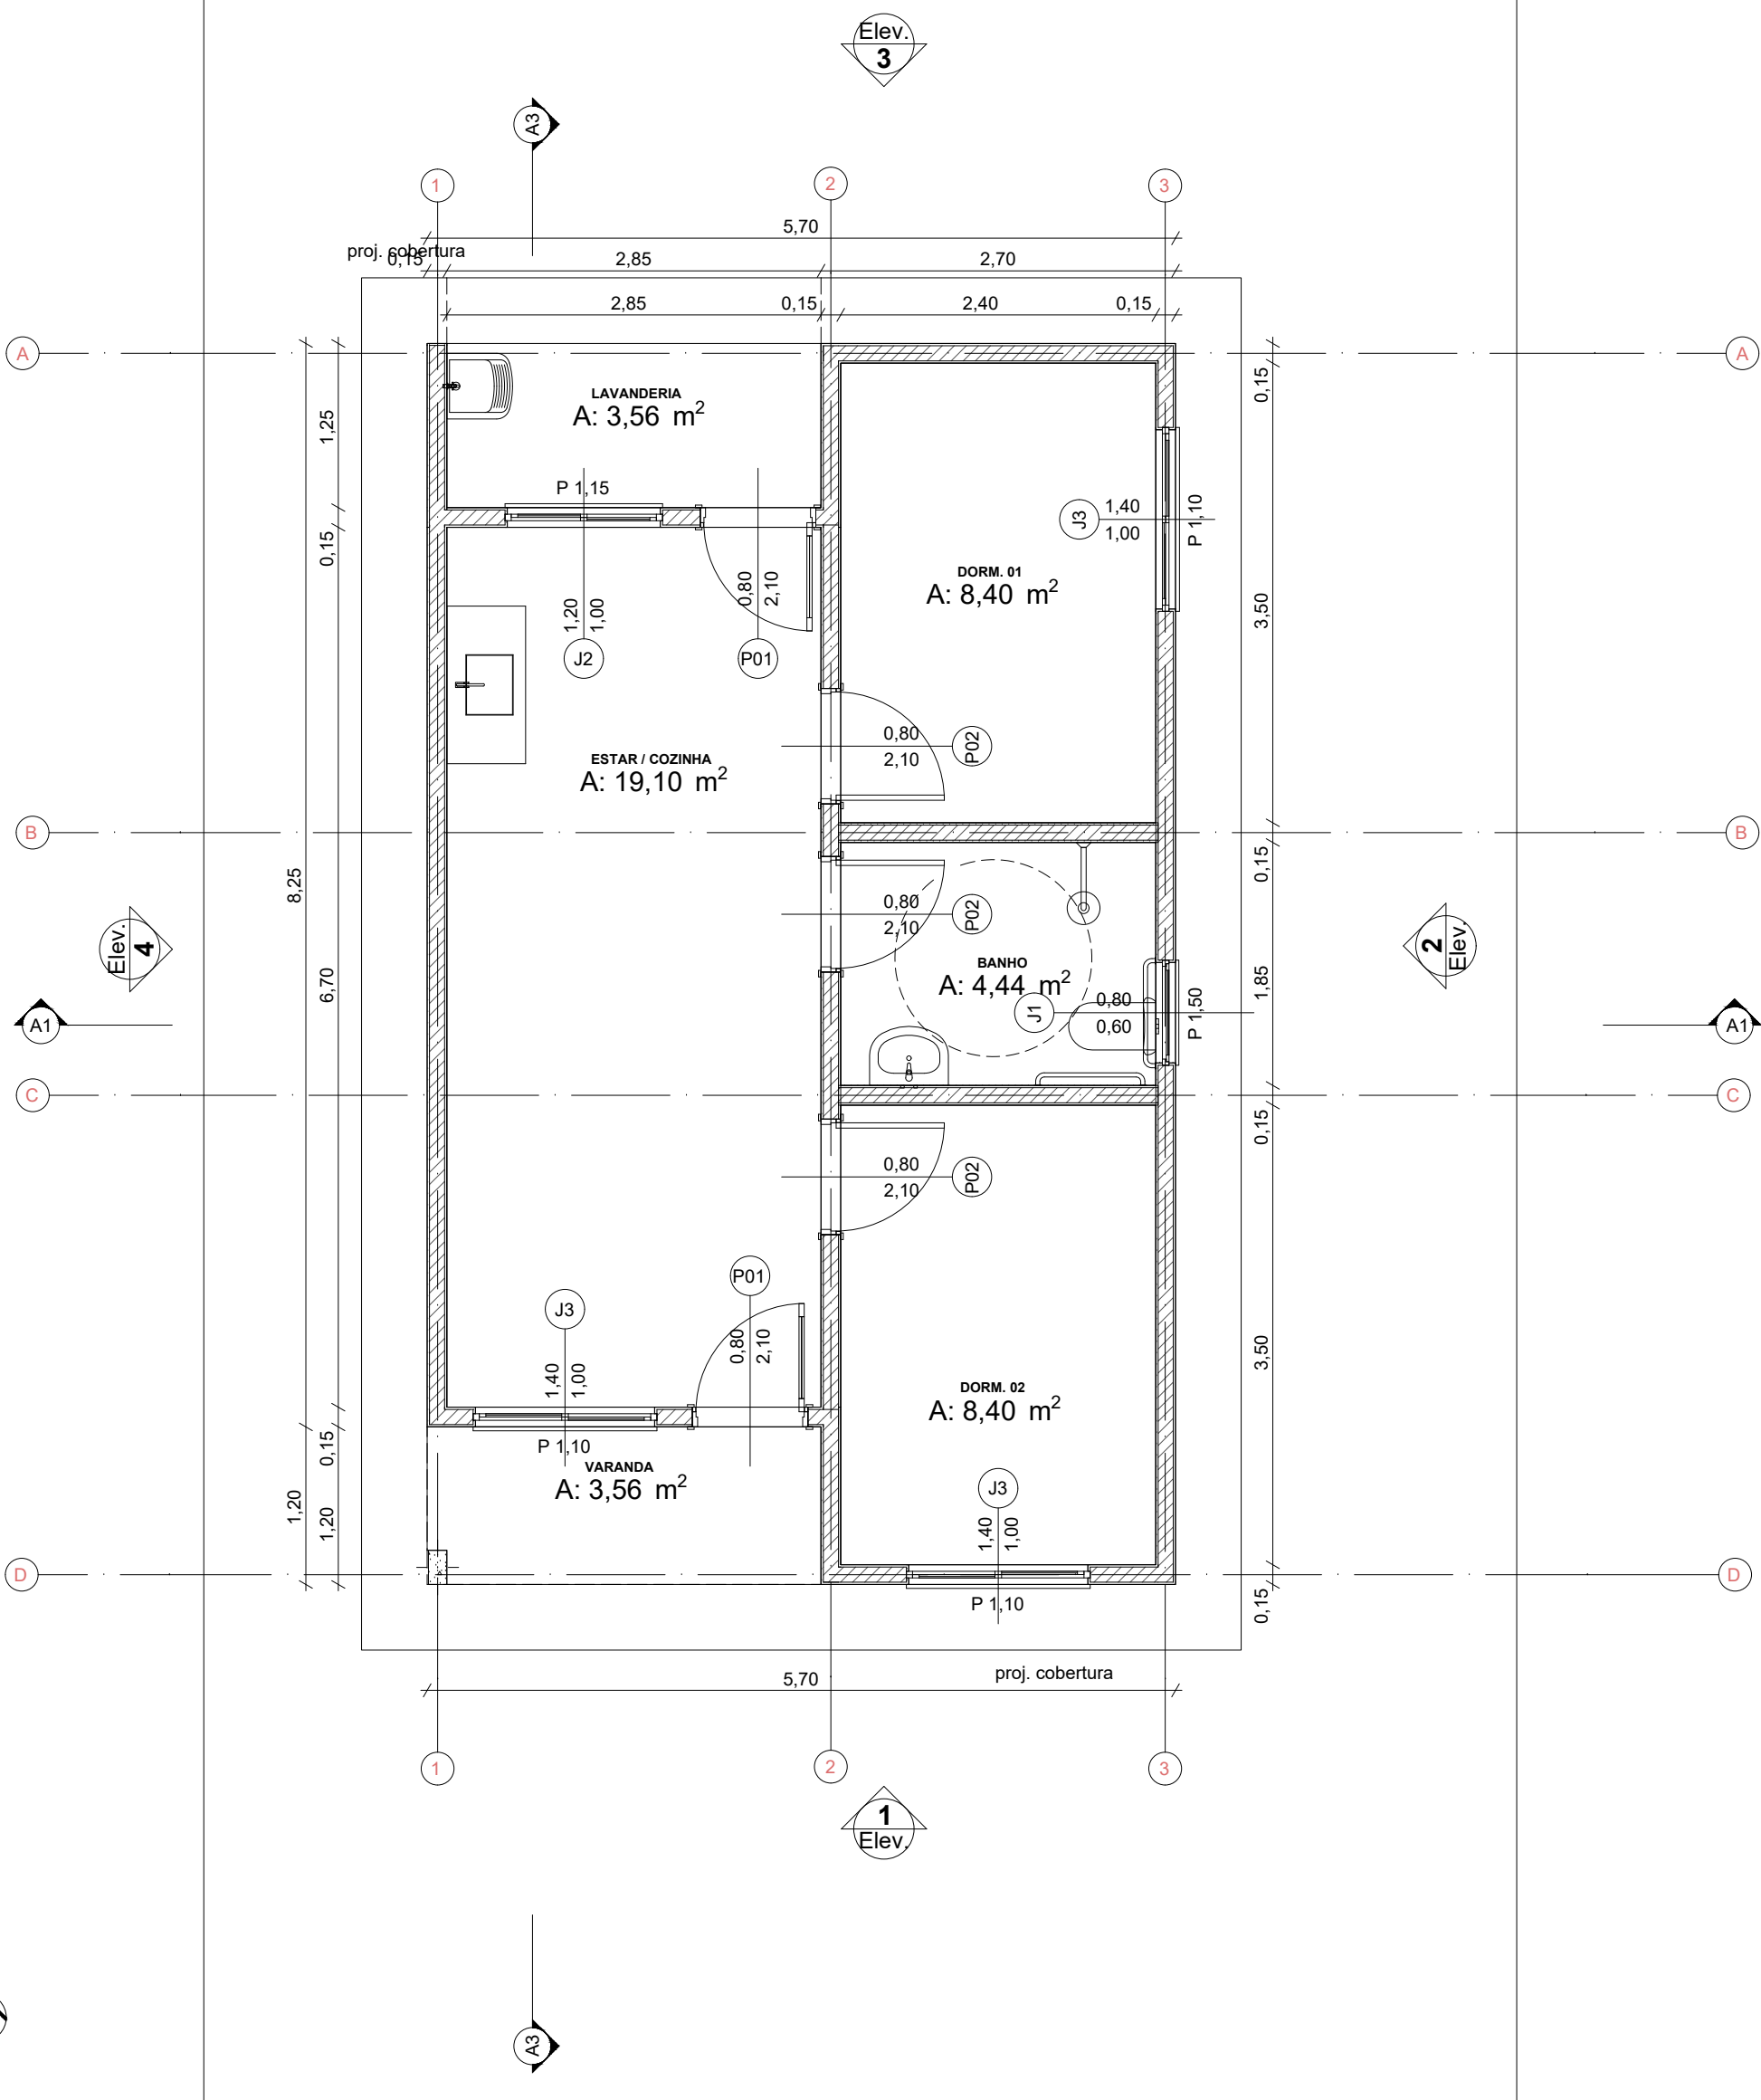 Elev.
3
A3
1
2
3
5,70
proj. cobertura
0,15
2,85
2,70
2,85
0,15
2,40
0,15
A
A
LAVANDERIA
A: 3,56 m²
1,25
0,15
P 1,15
J3
1,40
1,00
P 1,10
0,15
0,15
DORM. 01
A: 8,40 m²
3,50
1,20
1,00
J2
0,80
2,10
P01
0,80
2,10
P02
ESTAR / COZINHA
A: 19,10 m²
B
B
8,25
0,80
2,10
P02
Elev.
4
2
Elev.
BANHO
A: 4,44 m²
6,70
J1
0,80
0,60
P 1,50
1,85
A1
A1
C
C
0,15
0,80
2,10
P02
P01
0,80
2,10
J3
1,40
1,00
3,50
DORM. 02
A: 8,40 m²
P 1,10
VARANDA
A: 3,56 m²
0,15
1,20
1,20
J3
1,40
1,00
D
D
P 1,10
0,15
proj. cobertura
5,70
1
2
3
1
Elev.
A3